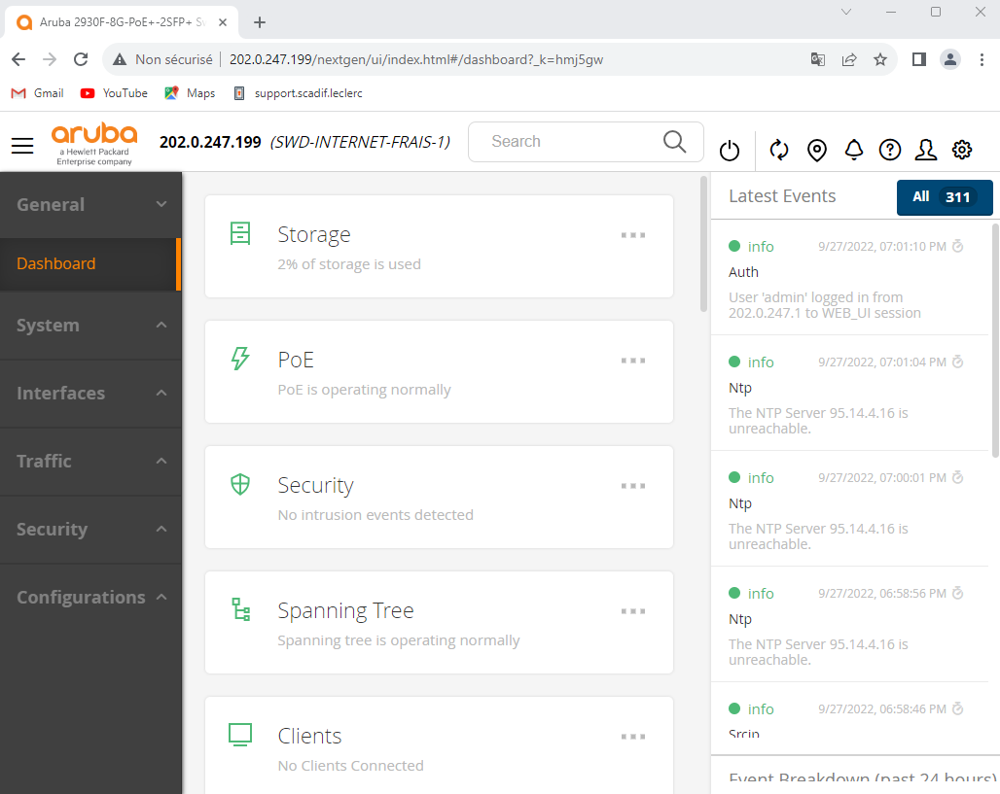 Aruba 2930F-8G-PoE+-2SFP+ Sw
Non sécurisé
202.0.247.199/nextgen/ui/index.html#/dashboard?_k=hmj5gw
Gmail
YouTube
Maps
support.scadif.leclerc
aruba
a Hewlett Packard
Enterprise company
202.0.247.199 (SWD-INTERNET-FRAIS-1)
Search
General
Dashboard
System
Interfaces
Traffic
Security
Configurations
Storage
2% of storage is used
PoE
PoE is operating normally
Security
No intrusion events detected
Spanning Tree
Spanning tree is operating normally
Clients
No Clients Connected
Latest Events
All 311
info 9/27/2022, 07:01:10 PM
Auth
User 'admin' logged in from
202.0.247.1 to WEB_UI session
info 9/27/2022, 07:01:04 PM
Ntp
The NTP Server 95.14.4.16 is
unreachable.
info 9/27/2022, 07:00:01 PM
Ntp
The NTP Server 95.14.4.16 is
unreachable.
info 9/27/2022, 06:58:56 PM
Ntp
The NTP Server 95.14.4.16 is
unreachable.
info 9/27/2022, 06:58:46 PM
Srcip
Event Breakdown (past 24 hours)